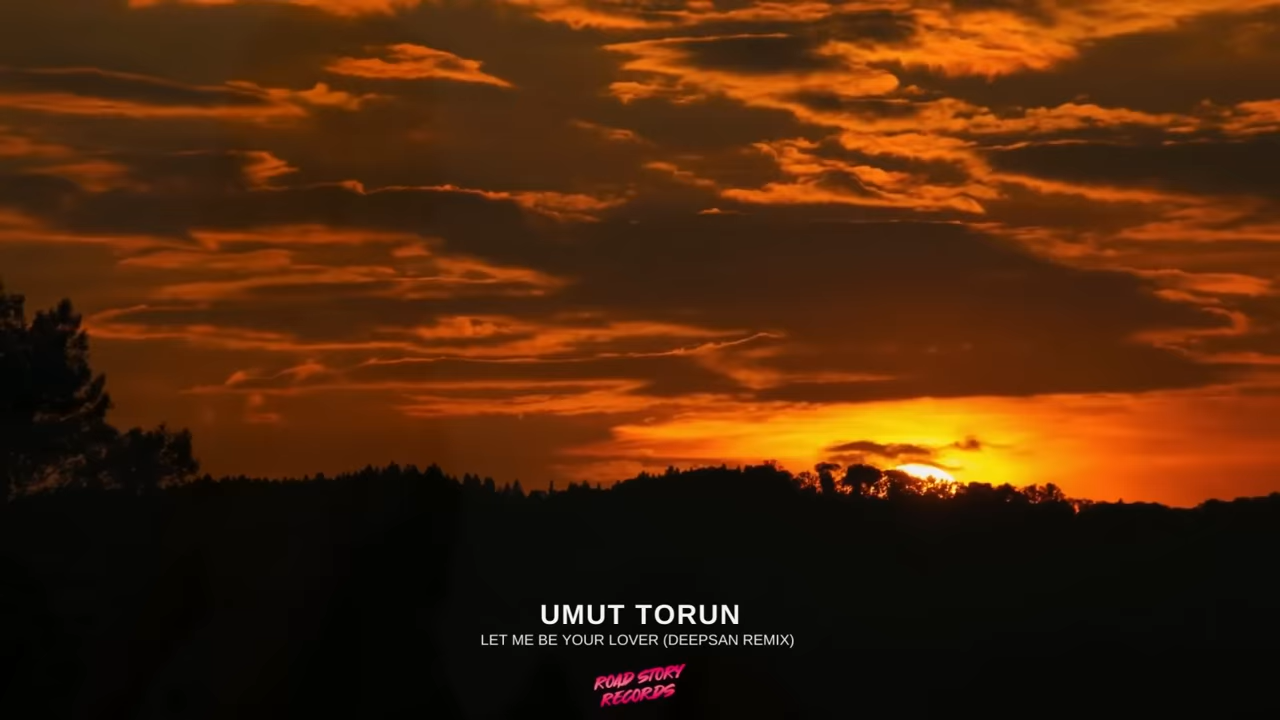 UMUT TORUN
LET ME BE YOUR LOVER (DEEPSAN REMIX)
ROAD STORY
RECORDS